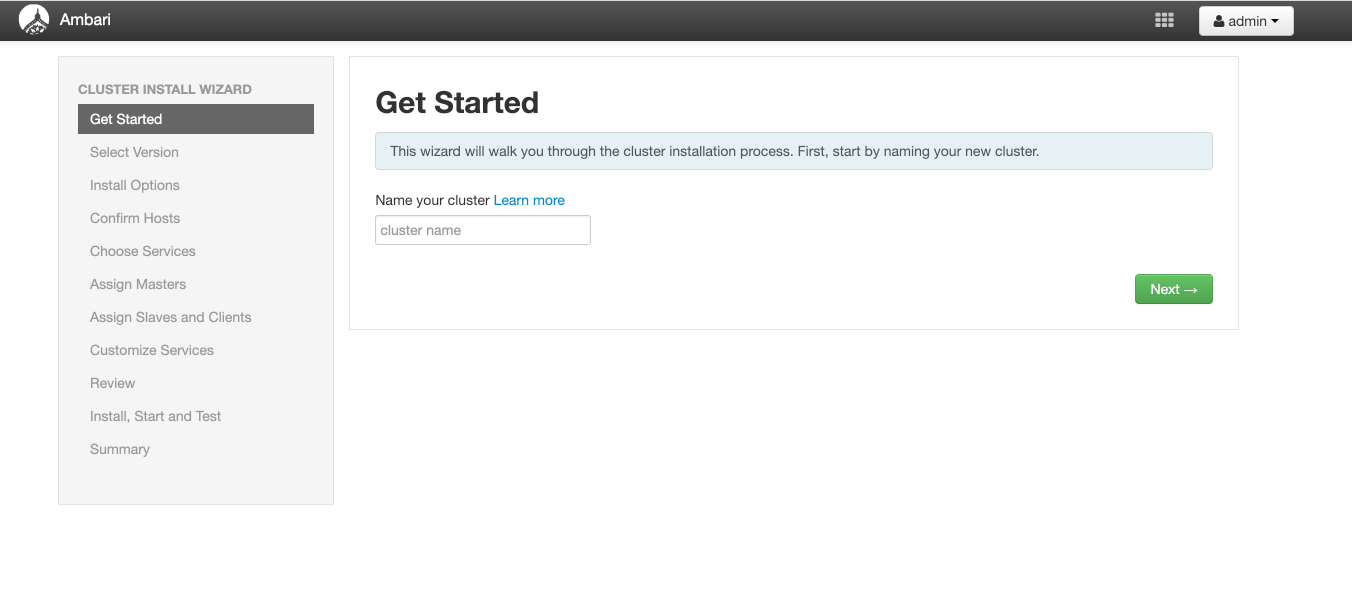 Ambari
admin
CLUSTER INSTALL WIZARD
Get Started
Select Version
Install Options
Confirm Hosts
Choose Services
Assign Masters
Assign Slaves and Clients
Customize Services
Review
Install, Start and Test
Summary
Get Started
This wizard will walk you through the cluster installation process. First, start by naming your new cluster.
Name your cluster Learn more
cluster name
Next →